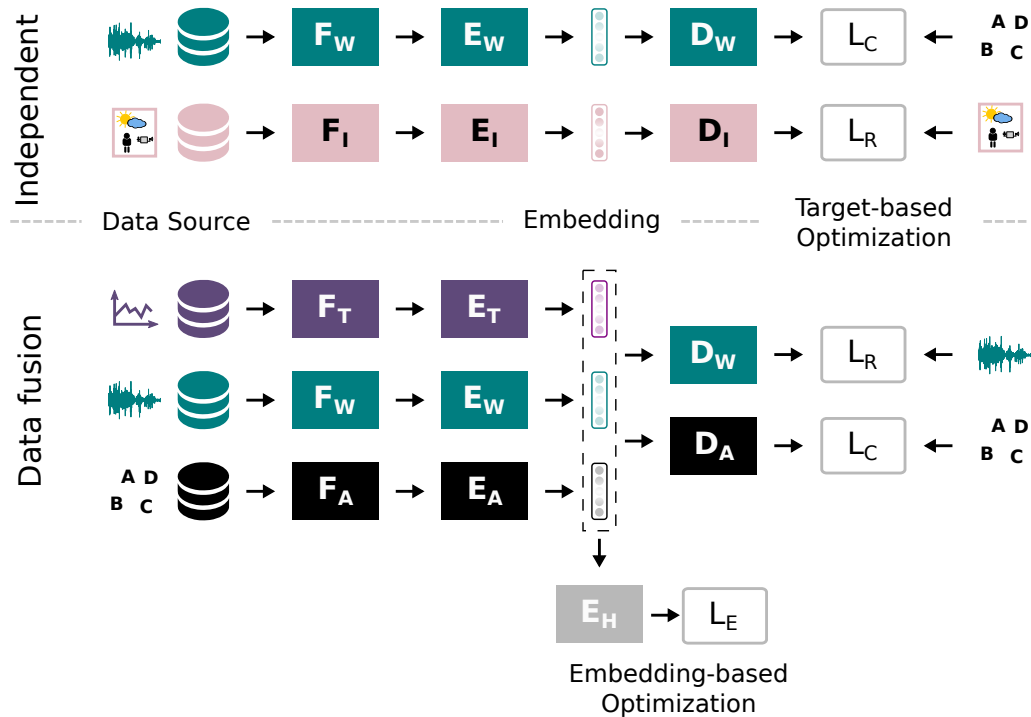 Independent
F_W E_W D_W L_C
A D
B C
F_I E_I D_I L_R
Data Source Embedding Target-based
Optimization
Data fusion
F_T E_T
D_W L_R
F_W E_W
D_A L_C
A D
B C
A D
B C
F_A E_A
E_H L_E
Embedding-based
Optimization